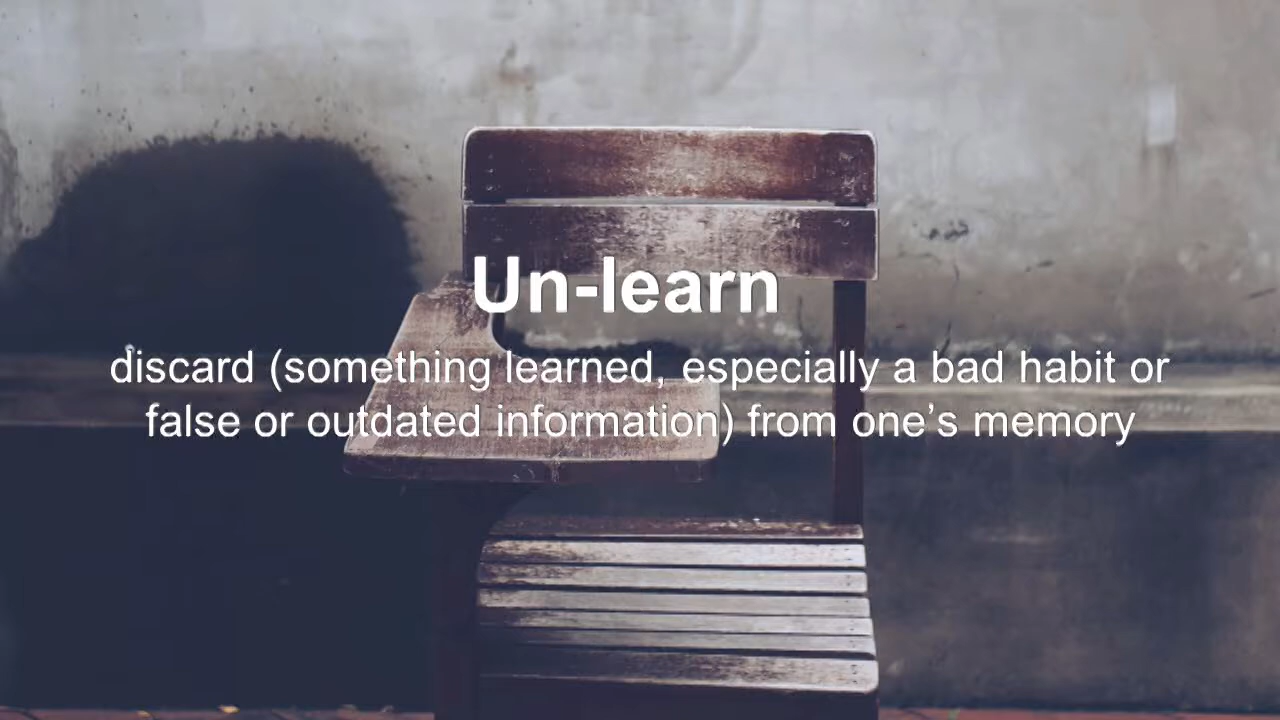 Un-learn
discard (something learned, especially a bad habit or
false or outdated information) from one’s memory